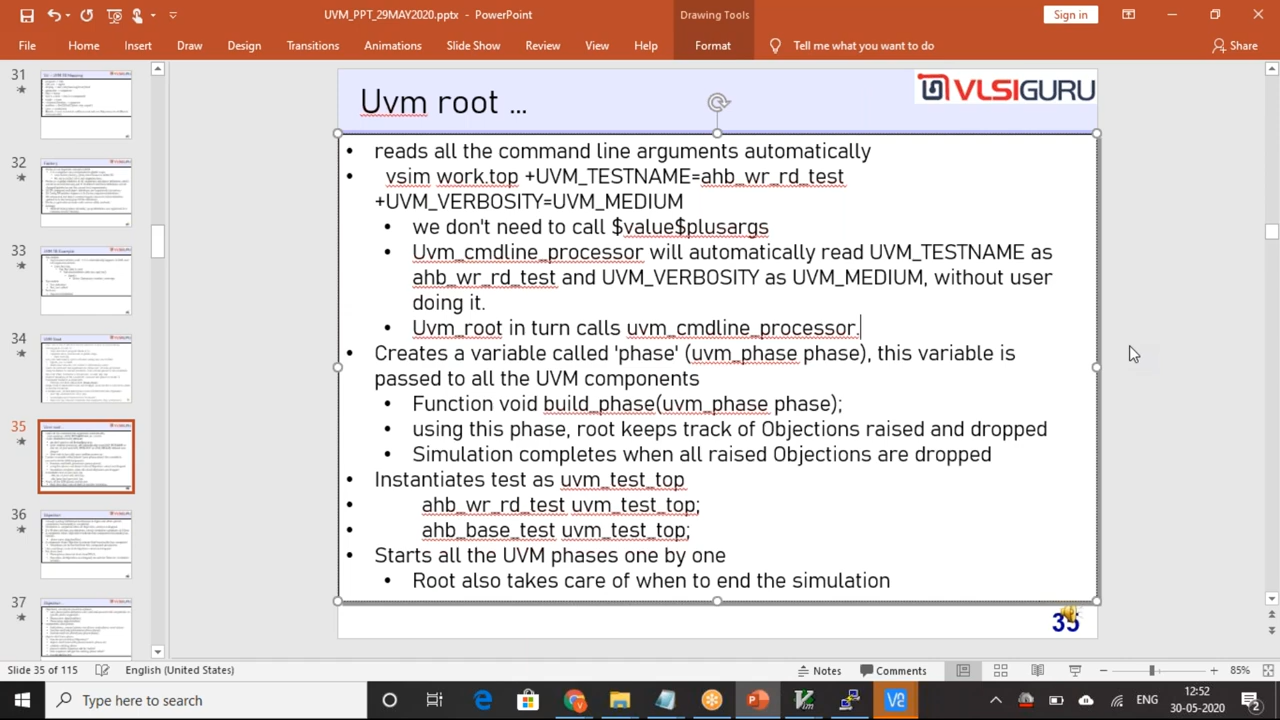 UVM_PPT_29MAY2020.pptx - PowerPoint
Drawing Tools
Sign in
File
Home
Insert
Draw
Design
Transitions
Animations
Slide Show
Review
View
Help
Format
Tell me what you want to do
Share
31
32
33
34
35
36
37
Uvm root ...
VLSIGURU
• reads all the command line arguments automatically
• vsim work.top +UVM_TESTNAME=ahb_wr_rd_test
+UVM_VERBOSITY=UVM_MEDIUM
• we don't need to call $value$plusargs
• Uvm_cmdline_processor will automatically read UVM_TESTNAME as
ahb_wr_rd_test and UVM_VERBOSITY as UVM_MEDIUM, without user
doing it.
• Uvm_root in turn calls uvm_cmdline_processor.
• Creates a variable called 'phase' (uvm_phase phase), this variable is
passed to all the UVM components
• Function void build_phase(uvm_phase phase);
• using this phase, root keeps track of Objections raised and dropped
• Simulation completes when all raised Objections are dropped
• Instantiates test as uvm_test_top
• ahb_wr_rd_test uvm_test_top;
ahb_base_test uvm_test_top;
Starts all the UVM phases one by one
• Root also takes care of when to end the simulation
35
Slide 35 of 115
English (United States)
Notes
Comments
85%
Type here to search
ENG
12:52
30-05-2020
2